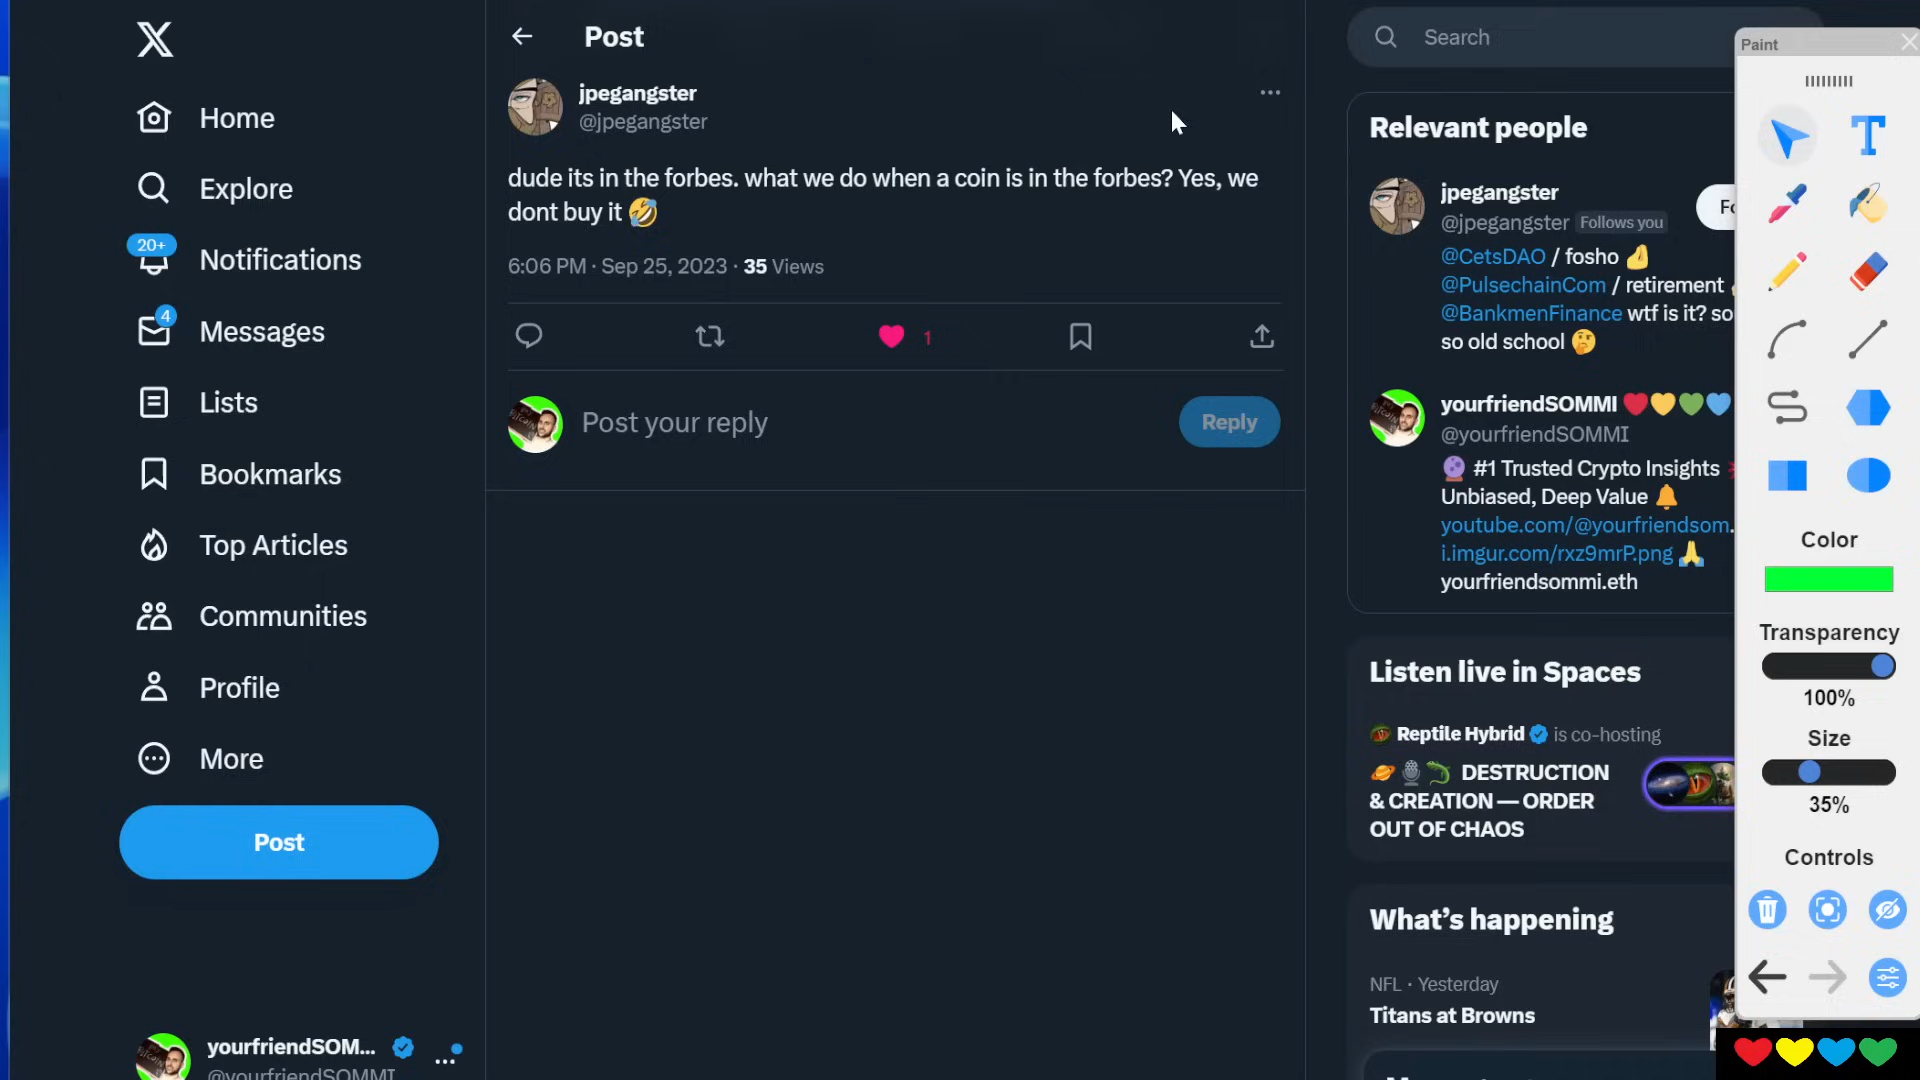 Home
Explore
20+
Notifications
4
Messages
Lists
Bookmarks
Top Articles
Communities
Profile
More
Post
yourfriendSOM...
@yourfriendSOMMI
Post
jpegangster
@jpegangster
dude its in the forbes. what we do when a coin is in the forbes? Yes, we
dont buy it 🤣
6:06 PM · Sep 25, 2023 · 35 Views
1
Post your reply
Reply
Search
Relevant people
jpegangster
@jpegangster Follows you
@CetsDAO / fosho
@PulsechainCom / retirement
@BankmenFinance wtf is it? so
so old school 🤔
yourfriendSOMMI
@yourfriendSOMMI
🔮 #1 Trusted Crypto Insights
Unbiased, Deep Value 🔔
youtube.com/@yourfriendsom.
i.imgur.com/rxz9mrP.png 🙏
yourfriendsommi.eth
Listen live in Spaces
Reptile Hybrid is co-hosting
🪐🎙️🦎 DESTRUCTION
& CREATION — ORDER
OUT OF CHAOS
What's happening
NFL · Yesterday
Titans at Browns
Paint
T
Color
Transparency
100%
Size
35%
Controls